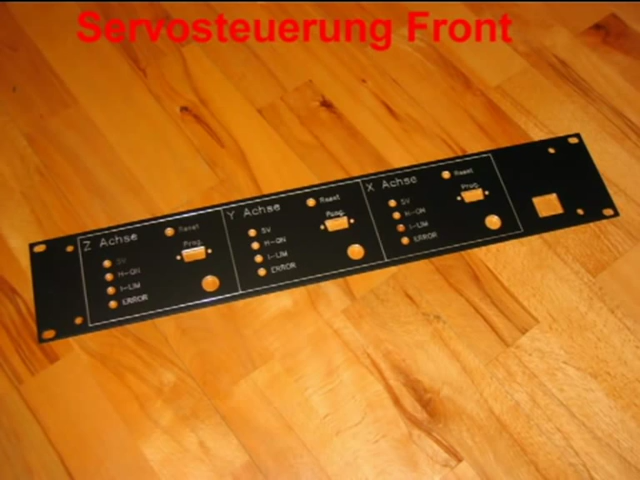 Servosteuerung Front
Z Achse
Reset
5V
Prog.
H-ON
I-LIM
ERROR
Y Achse
Reset
5V
Prog.
H-ON
I-LIM
ERROR
X Achse
Reset
5V
Prog.
H-ON
I-LIM
ERROR